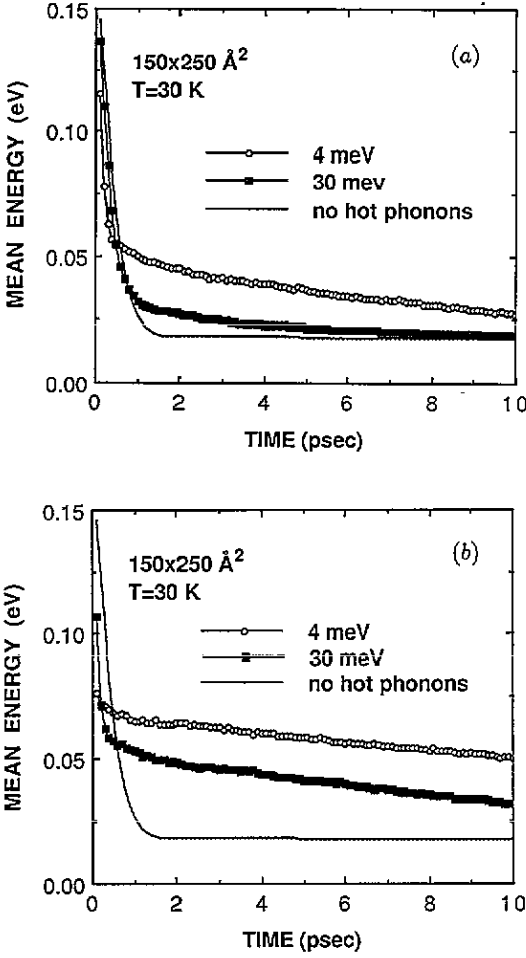 0.15
(a)
150x250 Å²
T=30 K
0.10
4 meV
30 mev
no hot phonons
MEAN ENERGY (eV)
0.05
0.00
0 2 4 6 8 10
TIME (psec)
0.15
(b)
150x250 Å²
T=30 K
0.10
4 meV
30 meV
no hot phonons
MEAN ENERGY (eV)
0.05
0.00
0 2 4 6 8 10
TIME (psec)